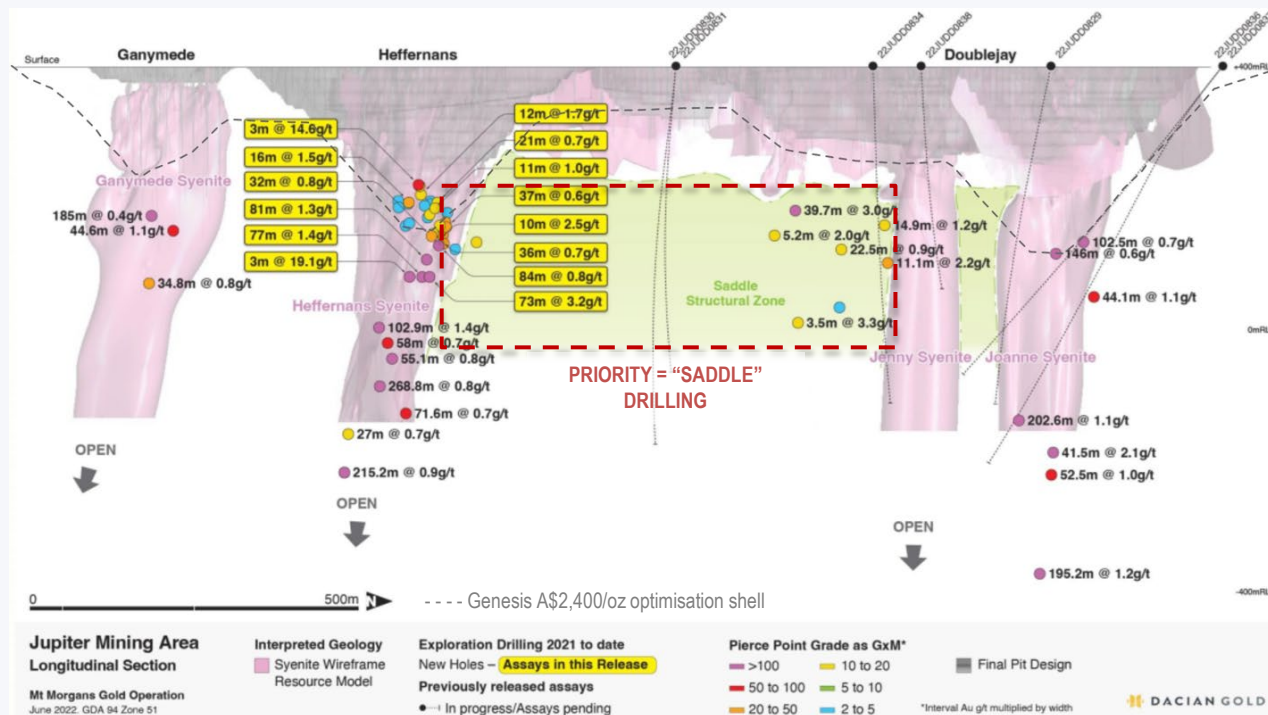 Ganymede
Heffernans
Doublejay
22JUDD0830
22JUDD0831
22JUDD0834
22JUDD0838
22JUDD0829
22JUDD0836
Surface
+400mRL
3m @ 14.6g/t
16m @ 1.5g/t
32m @ 0.8g/t
81m @ 1.3g/t
77m @ 1.4g/t
3m @ 19.1g/t
12m @ 1.7g/t
21m @ 0.7g/t
11m @ 1.0g/t
37m @ 0.6g/t
10m @ 2.5g/t
36m @ 0.7g/t
84m @ 0.8g/t
73m @ 3.2g/t
Ganymede Syenite
185m @ 0.4g/t
44.6m @ 1.1g/t
34.8m @ 0.8g/t
Heffernans Syenite
102.9m @ 1.4g/t
58m @ 0.7g/t
55.1m @ 0.8g/t
268.8m @ 0.8g/t
71.6m @ 0.7g/t
27m @ 0.7g/t
215.2m @ 0.9g/t
39.7m @ 3.0g/t
5.2m @ 2.0g/t
14.9m @ 1.2g/t
22.5m @ 0.9g/t
11.1m @ 2.2g/t
Saddle
Structural Zone
3.5m @ 3.3g/t
102.5m @ 0.7g/t
146m @ 0.6g/t
44.1m @ 1.1g/t
0mRL
Jenny Syenite
Joanne Syenite
PRIORITY = “SADDLE”
DRILLING
202.6m @ 1.1g/t
41.5m @ 2.1g/t
52.5m @ 1.0g/t
195.2m @ 1.2g/t
OPEN
OPEN
OPEN
-400mRL
0
500m
N
---- Genesis A$2,400/oz optimisation shell
Jupiter Mining Area
Longitudinal Section
Mt Morgans Gold Operation
June 2022. GDA 94 Zone 51
Interpreted Geology
Syenite Wireframe
Resource Model
Exploration Drilling 2021 to date
New Holes – Assays in this Release
Previously released assays
In progress/Assays pending
Pierce Point Grade as GxM*
>100
50 to 100
20 to 50
10 to 20
5 to 10
2 to 5
Final Pit Design
*Interval Au g/t multiplied by width
DACIAN GOLD